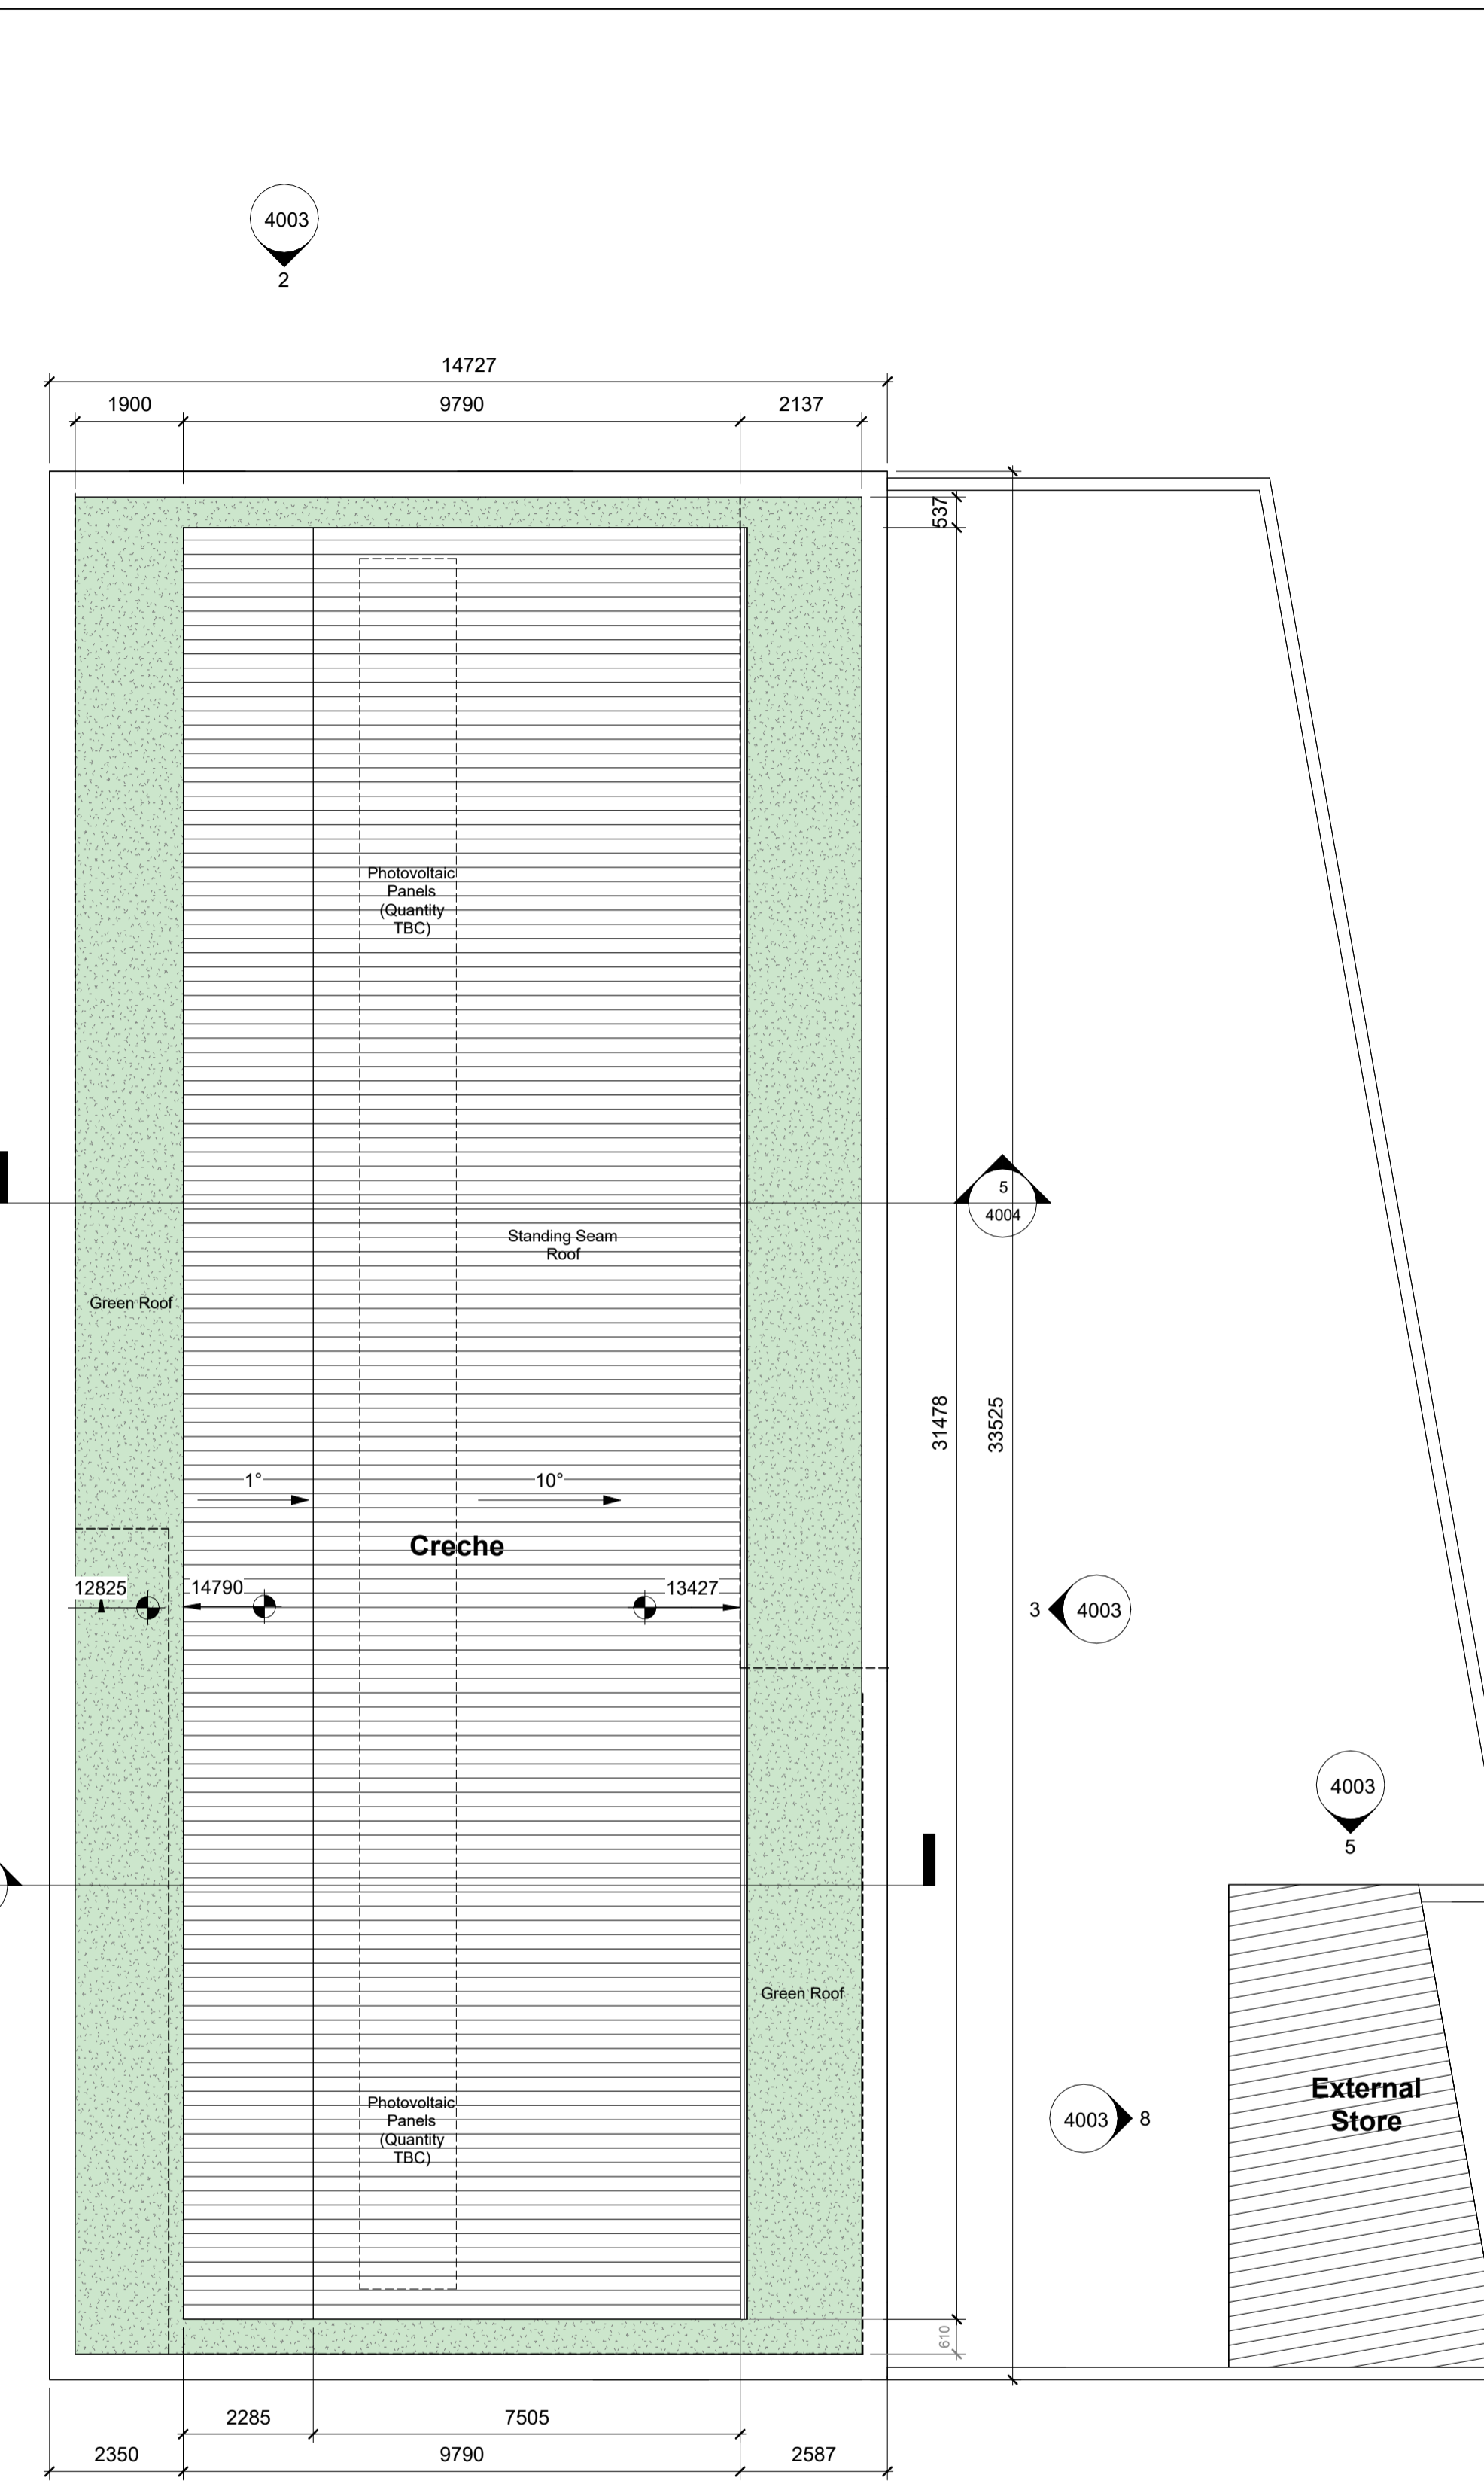 4003
2
14727
1900
9790
2137
537
Photovoltaic
Panels
(Quantity
TBC)
5
4004
Standing Seam
Roof
Green Roof
31478
33525
1°
10°
Creche
12825
14790
13427
3
4003
4003
5
Green Roof
External
Store
4003
8
Photovoltaic
Panels
(Quantity
TBC)
610
2285
7505
2350
9790
2587